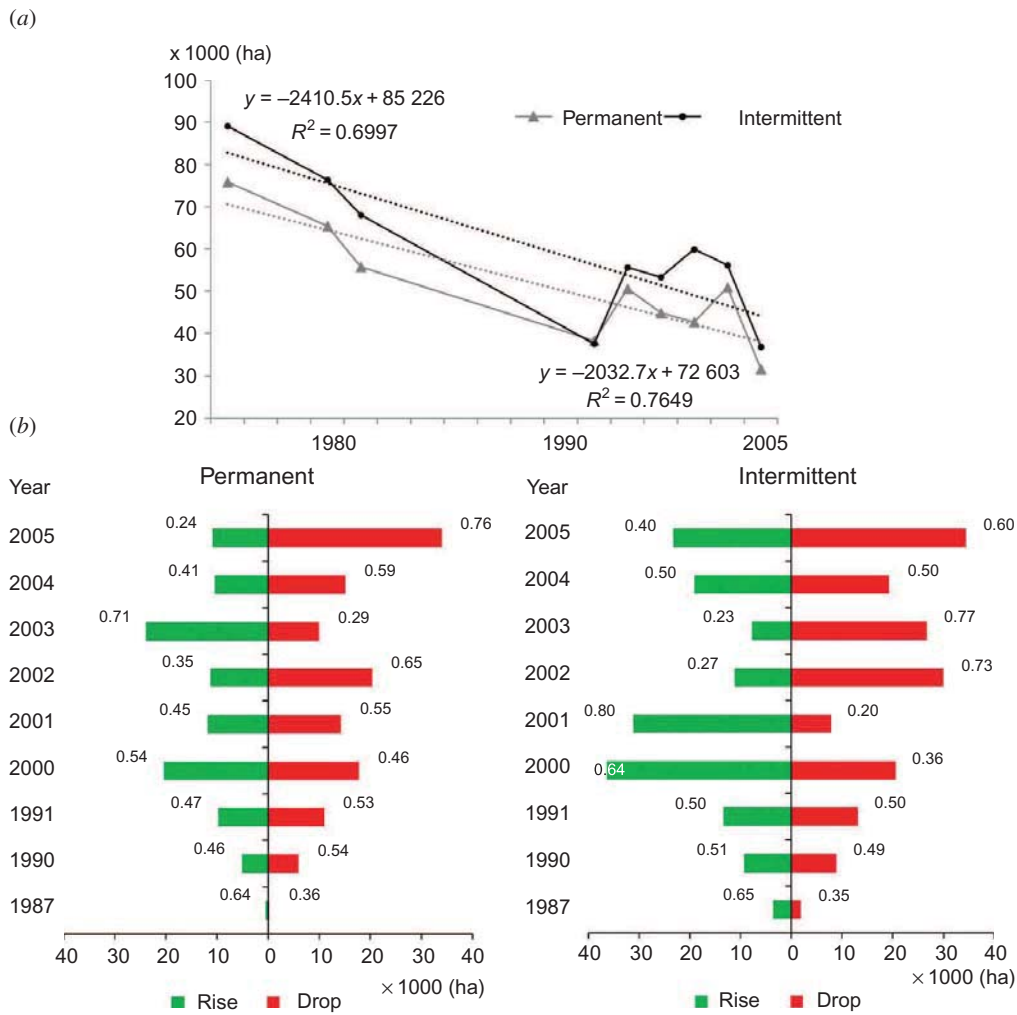 (a)
x 1000 (ha)
100
y = –2410.5x + 85 226
R² = 0.6997
Permanent Intermittent
90
80
70
60
50
40
30
20
y = –2032.7x + 72 603
R² = 0.7649
1980 1990 2005
(b)
Permanent
Year
2005 0.24 0.76
2004 0.41 0.59
2003 0.71 0.29
2002 0.35 0.65
2001 0.45 0.55
2000 0.54 0.46
1991 0.47 0.53
1990 0.46 0.54
1987 0.64 0.36
40 30 20 10 0 10 20 30 40
× 1000 (ha)
Rise Drop
Intermittent
Year
2005 0.40 0.60
2004 0.50 0.50
2003 0.23 0.77
2002 0.27 0.73
2001 0.80 0.20
2000 0.64 0.36
1991 0.50 0.50
1990 0.51 0.49
1987 0.65 0.35
40 30 20 10 0 10 20 30 40
× 1000 (ha)
Rise Drop